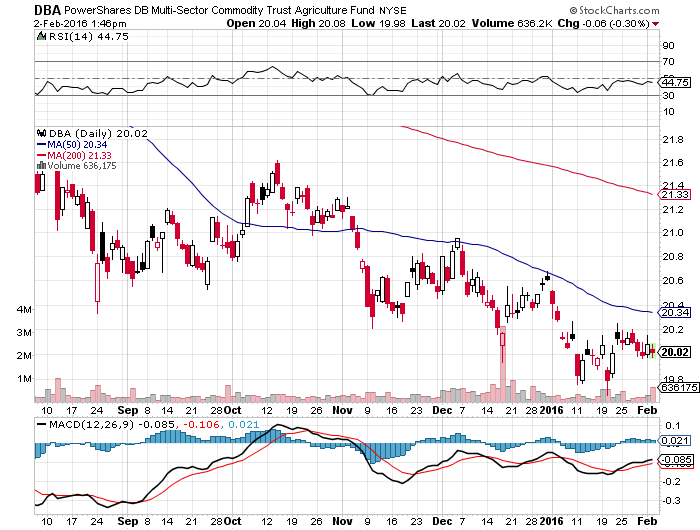 DBA PowerShares DB Multi-Sector Commodity Trust Agriculture Fund NYSE © StockCharts.com
2-Feb-2016 1:46pm Open 20.04 High 20.08 Low 19.98 Last 20.02 Volume 636.2K Chg -0.06 (-0.30%)
RSI(14) 44.75
90
70
50
44.75
30
10
DBA (Daily) 20.02
MA(50) 20.34
MA(200) 21.33
Volume 636,175
21.8
21.6
21.4
21.33
21.2
21.0
20.8
20.6
20.4
20.34
20.2
20.02
19.8
636175
4M
3M
2M
1M
10 17 24 Sep 8 14 21 28 Oct 12 19 26 Nov 9 16 23 Dec 7 14 21 28 2016 11 19 25 Feb
MACD(12,26,9) -0.085, -0.106, 0.021
0.1
0.021
-0.085
-0.2
-0.3
10 17 24 Sep 8 14 21 28 Oct 12 19 26 Nov 9 16 23 Dec 7 14 21 28 2016 11 19 25 Feb